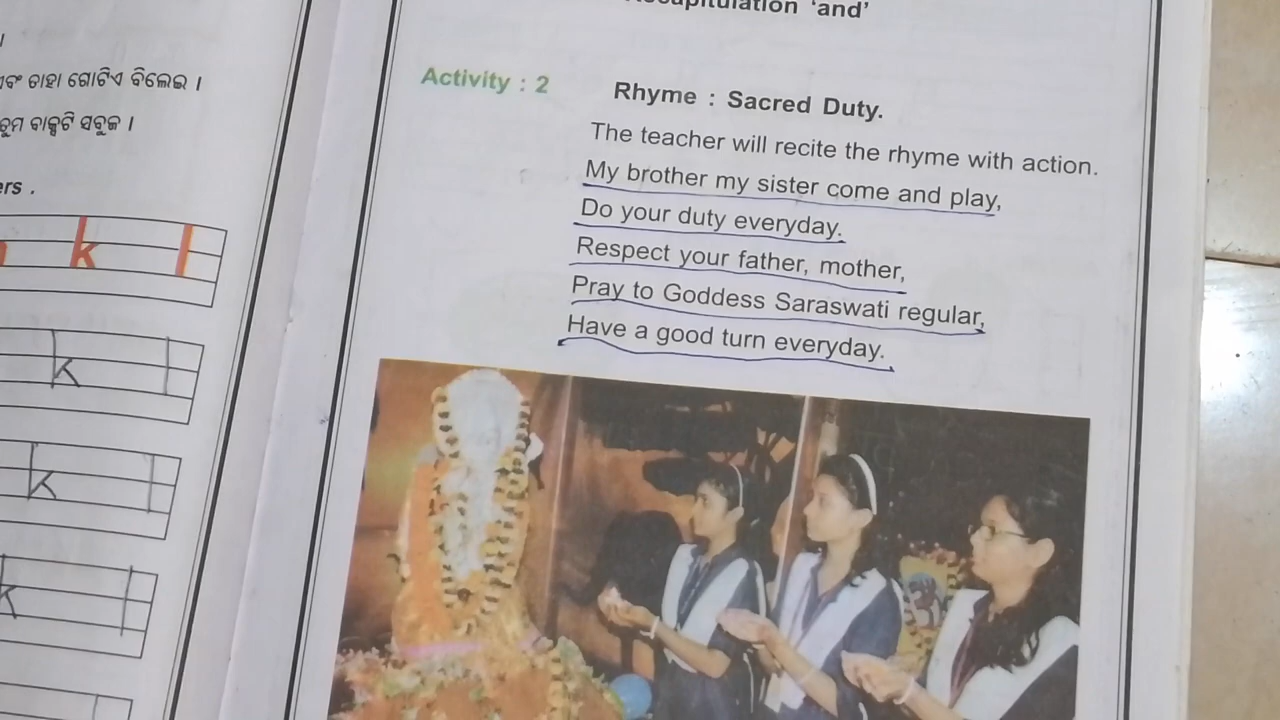 ଏବଂ ତାହା ଗୋଟିଏ ବିଲେଇ ।
ତୁମ ବାକ୍ସଟି ସବୁଜ ।
k l
k l
k l
k l
'and'
Activity : 2
Rhyme : Sacred Duty.
The teacher will recite the rhyme with action.
My brother my sister come and play,
Do your duty everyday.
Respect your father, mother,
Pray to Goddess Saraswati regular,
Have a good turn everyday.